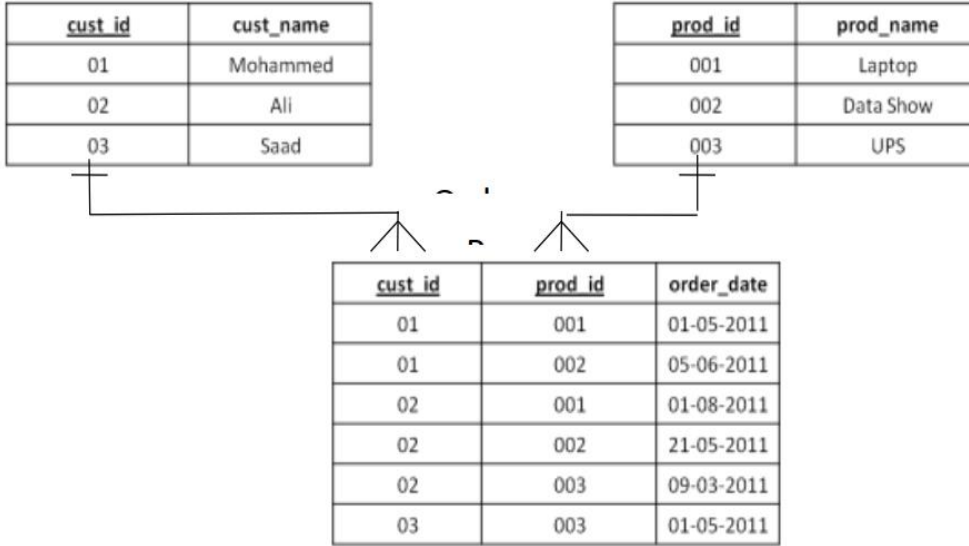 cust_id cust_name
01 Mohammed
02 Ali
03 Saad
prod_id prod_name
001 Laptop
002 Data Show
003 UPS
cust_id prod_id order_date
01 001 01-05-2011
01 002 05-06-2011
02 001 01-08-2011
02 002 21-05-2011
02 003 09-03-2011
03 003 01-05-2011